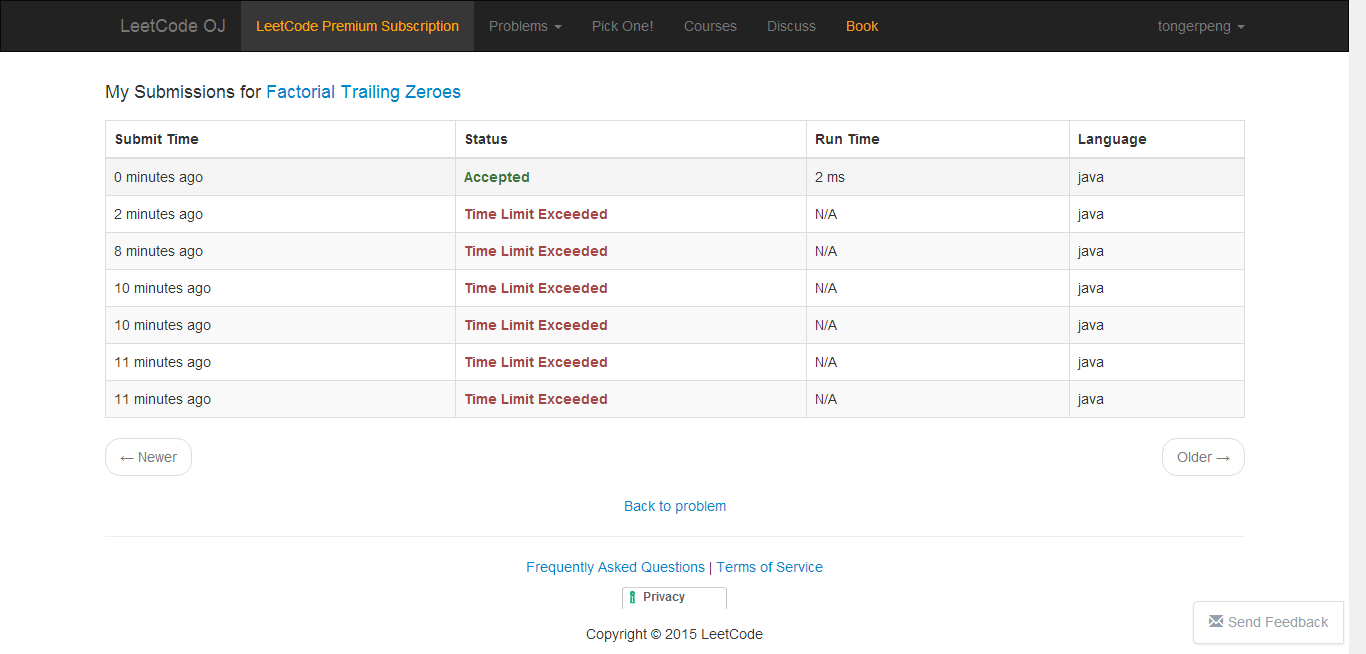 LeetCode OJ LeetCode Premium Subscription Problems Pick One! Courses Discuss Book tongerpeng
My Submissions for Factorial Trailing Zeroes
Submit Time Status Run Time Language
0 minutes ago Accepted 2 ms java
2 minutes ago Time Limit Exceeded N/A java
8 minutes ago Time Limit Exceeded N/A java
10 minutes ago Time Limit Exceeded N/A java
10 minutes ago Time Limit Exceeded N/A java
11 minutes ago Time Limit Exceeded N/A java
11 minutes ago Time Limit Exceeded N/A java
← Newer Older →
Back to problem
Frequently Asked Questions | Terms of Service
Privacy
Send Feedback
Copyright © 2015 LeetCode